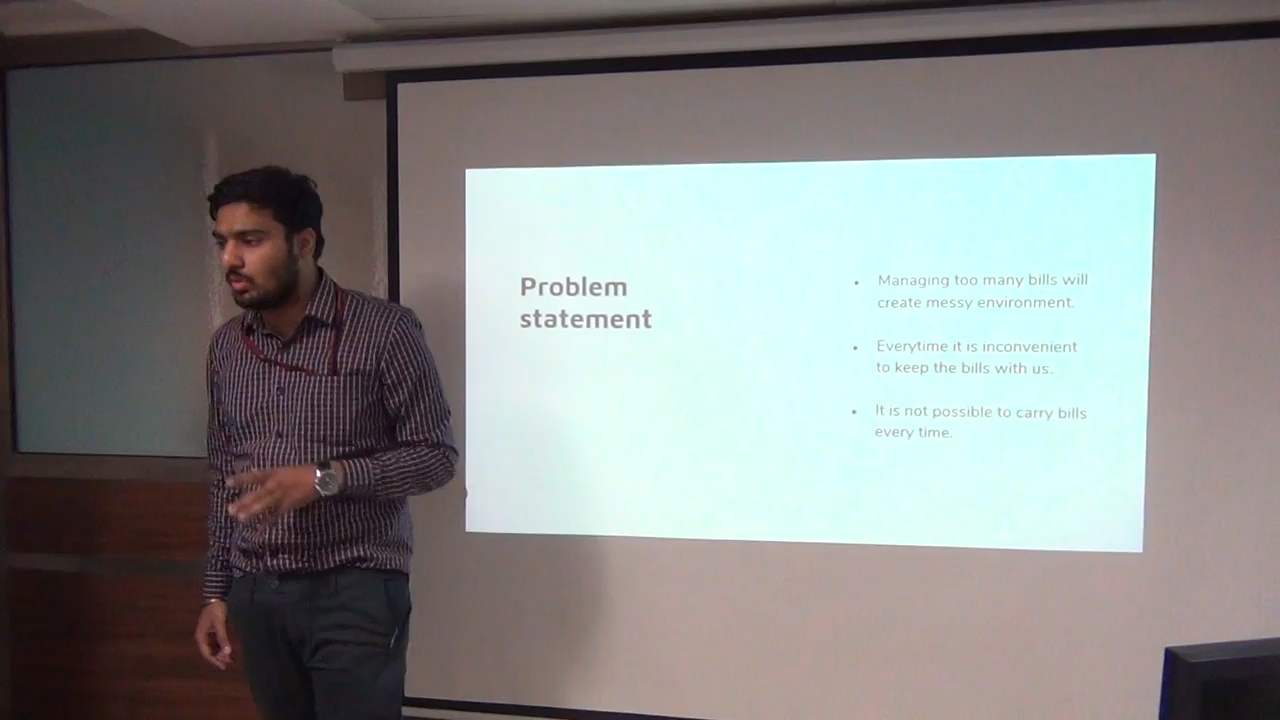 Problem
statement
• Managing too many bills will
create messy environment.
• Everytime it is inconvenient
to keep the bills with us.
• It is not possible to carry bills
every time.